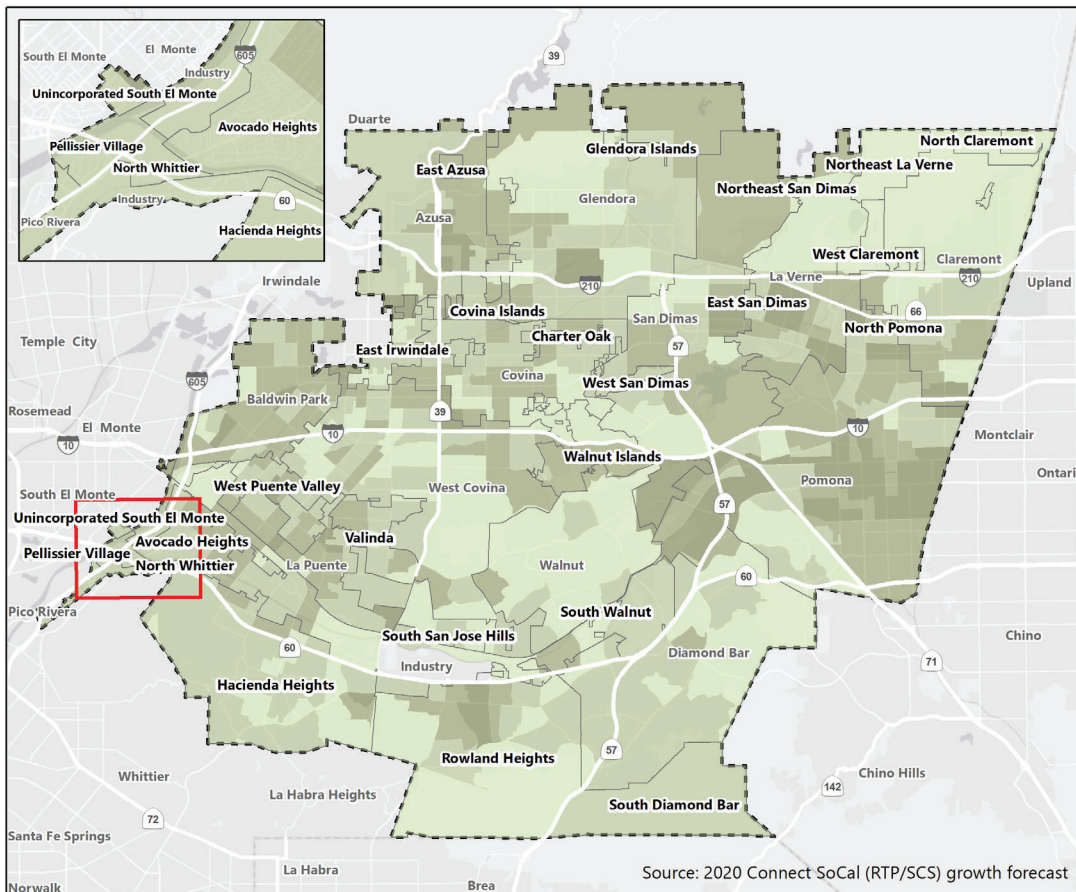 South El Monte
El Monte
605
Industry
Unincorporated South El Monte
Avocado Heights
Pellissier Village
North Whittier
Industry
60
Pico Rivera
Hacienda Heights
39
Duarte
North Claremont
Glendora Islands
Northeast La Verne
East Azusa
Northeast San Dimas
Glendora
Azusa
West Claremont
Claremont
La Verne
210
210
Irwindale
Upland
East San Dimas
Covina Islands
San Dimas
66
North Pomona
Charter Oak
Temple City
57
East Irwindale
605
Covina
West San Dimas
Baldwin Park
Rosemead
39
El Monte
10
10
10
Montclair
Walnut Islands
Ontari
Pomona
West Puente Valley
West Covina
South El Monte
57
Unincorporated South El Monte
Valinda
Avocado Heights
Pellissier Village
North Whittier
La Puente
Walnut
60
Pico Rivera
South Walnut
South San Jose Hills
Chino
60
Industry
Diamond Bar
71
Hacienda Heights
57
Rowland Heights
Whittier
Chino Hills
142
La Habra Heights
South Diamond Bar
72
Santa Fe Springs
La Habra
Source: 2020 Connect SoCal (RTP/SCS) growth forecast
Norwalk
Brea